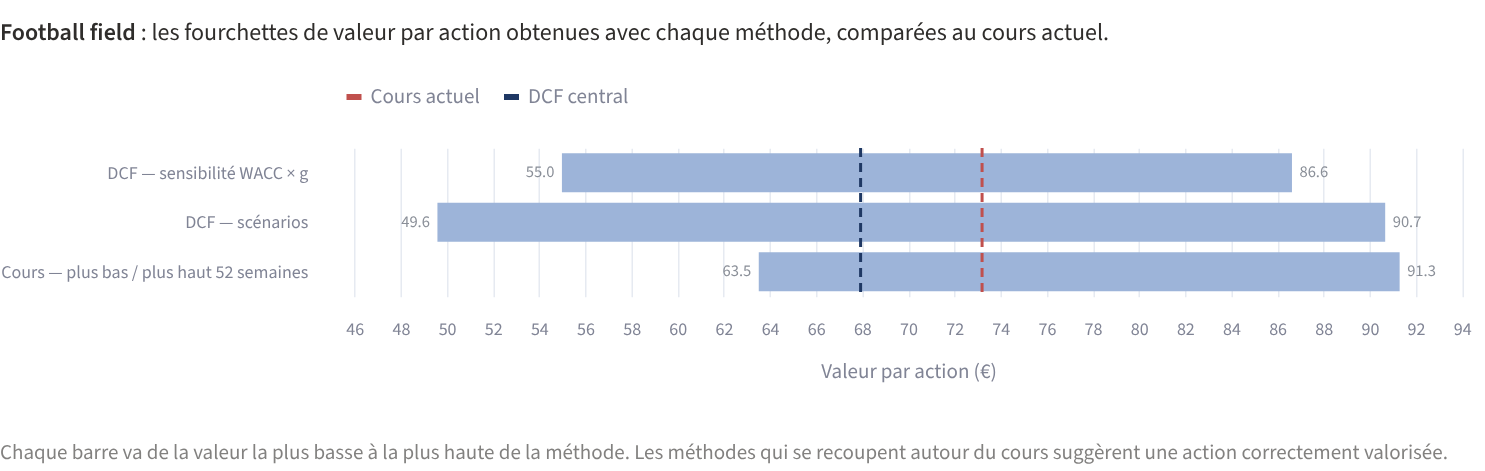 Football field : les fourchettes de valeur par action obtenues avec chaque méthode, comparées au cours actuel.
Cours actuel DCF central
DCF — sensibilité WACC × g 55.0 86.6
DCF — scénarios 49.6 90.7
Cours — plus bas / plus haut 52 semaines 63.5 91.3
46 48 50 52 54 56 58 60 62 64 66 68 70 72 74 76 78 80 82 84 86 88 90 92 94
Valeur par action (€)
Chaque barre va de la valeur la plus basse à la plus haute de la méthode. Les méthodes qui se recoupent autour du cours suggèrent une action correctement valorisée.